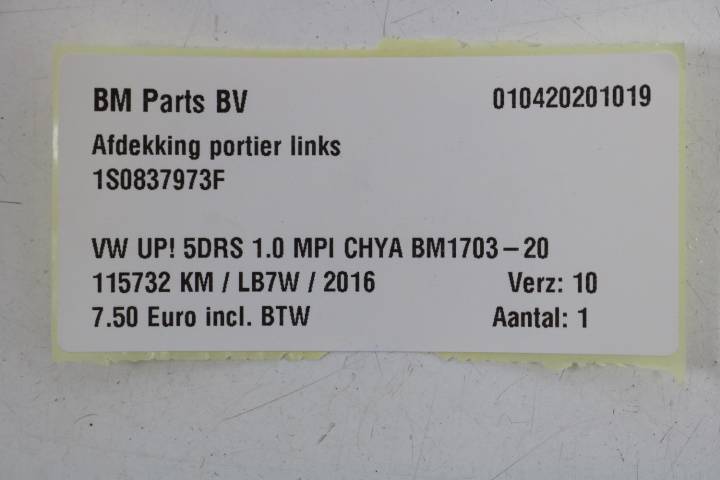 BM Parts BV 010420201019
Afdekking portier links
1S0837973F
VW UP! 5DRS 1.0 MPI CHYA BM1703-20
115732 KM / LB7W / 2016 Verz: 10
7.50 Euro incl. BTW Aantal: 1